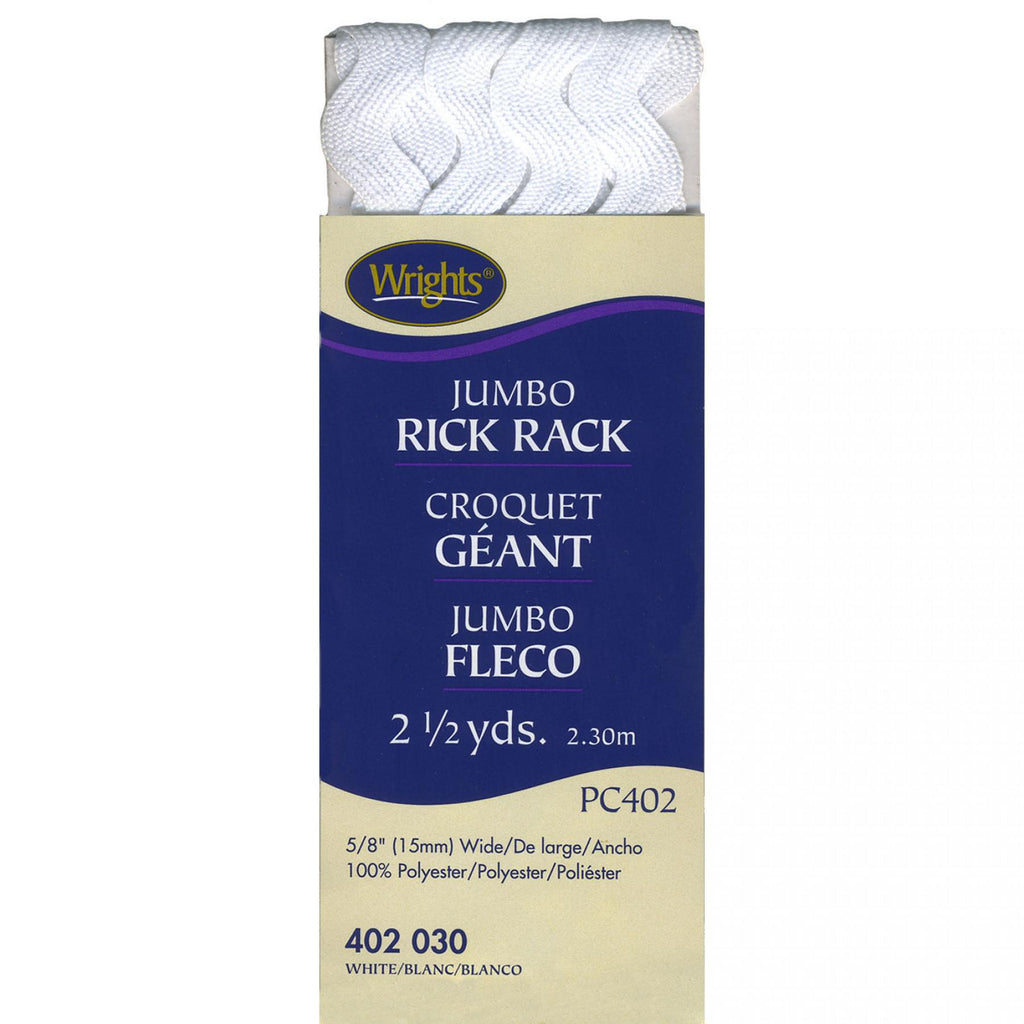 Wrights®
JUMBO
RICK RACK
CROQUET
GÉANT
JUMBO
FLECO
2 1/2 yds. 2.30m
PC402
5/8" (15mm) Wide/De large/Ancho
100% Polyester/Polyester/Poliéster
402 030
WHITE/BLANC/BLANCO